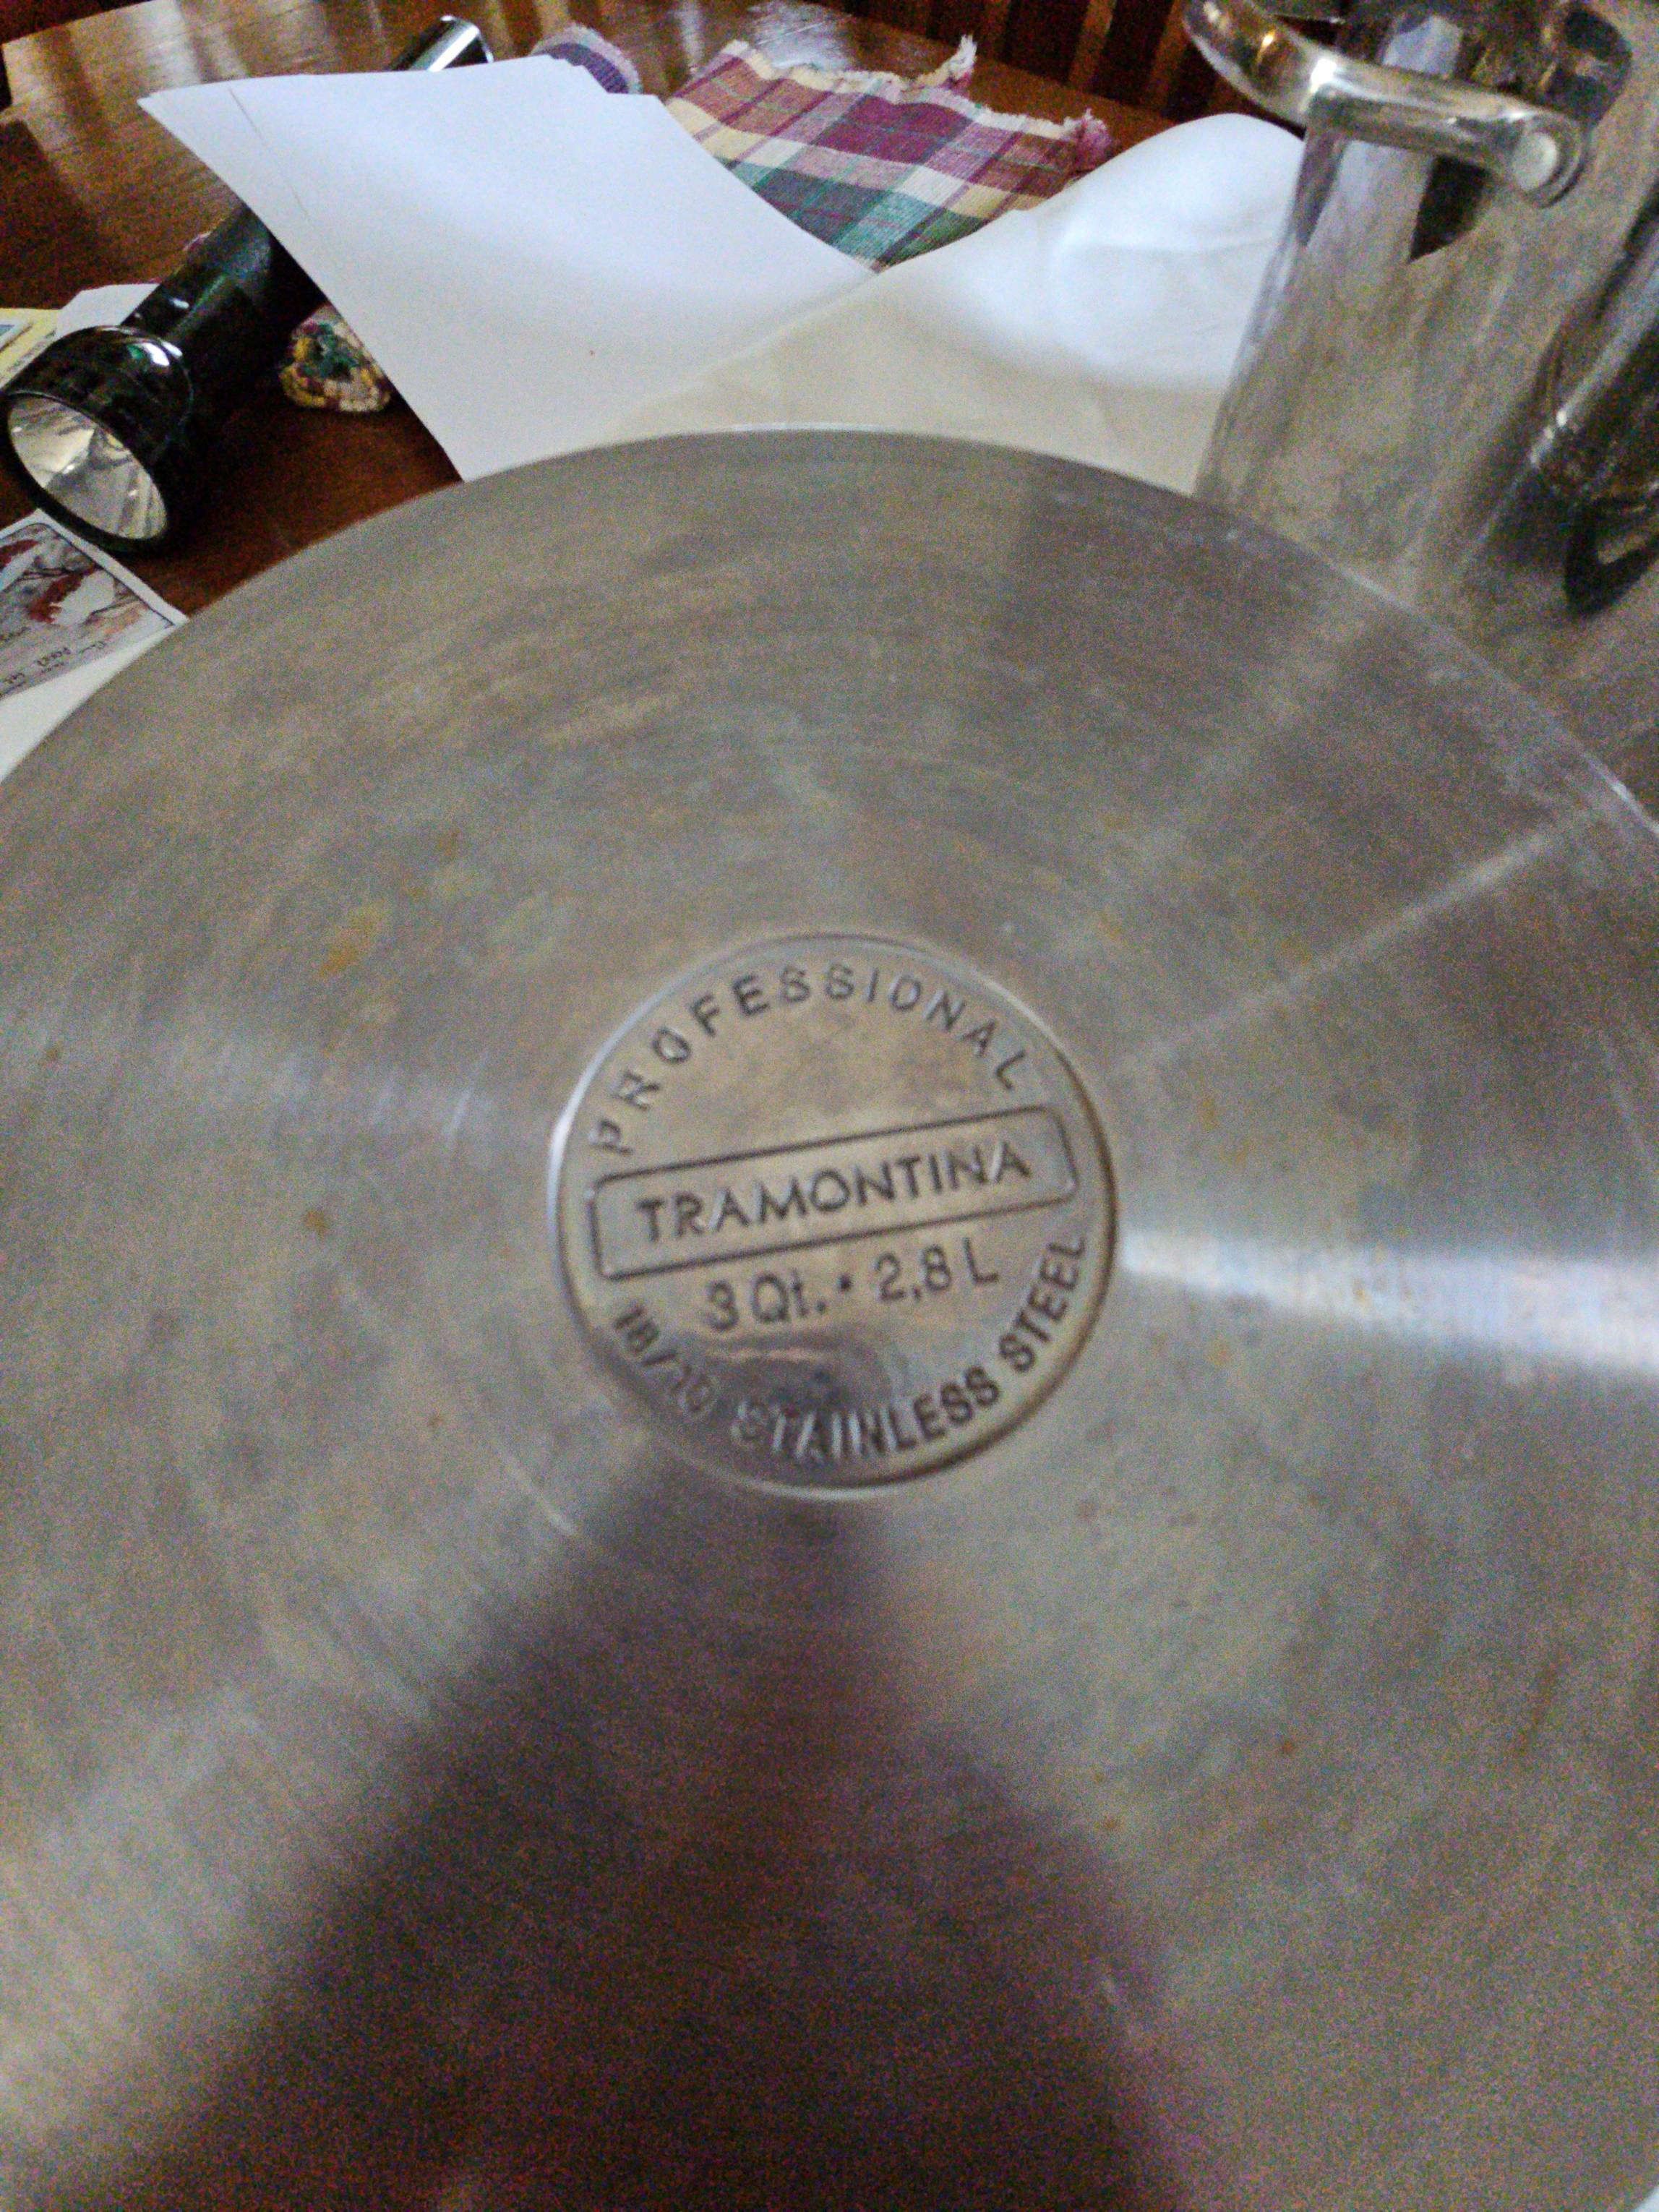 PROFESSIONAL
TRAMONTINA
3 Qt. • 2,8 L
18/10 STAINLESS STEEL